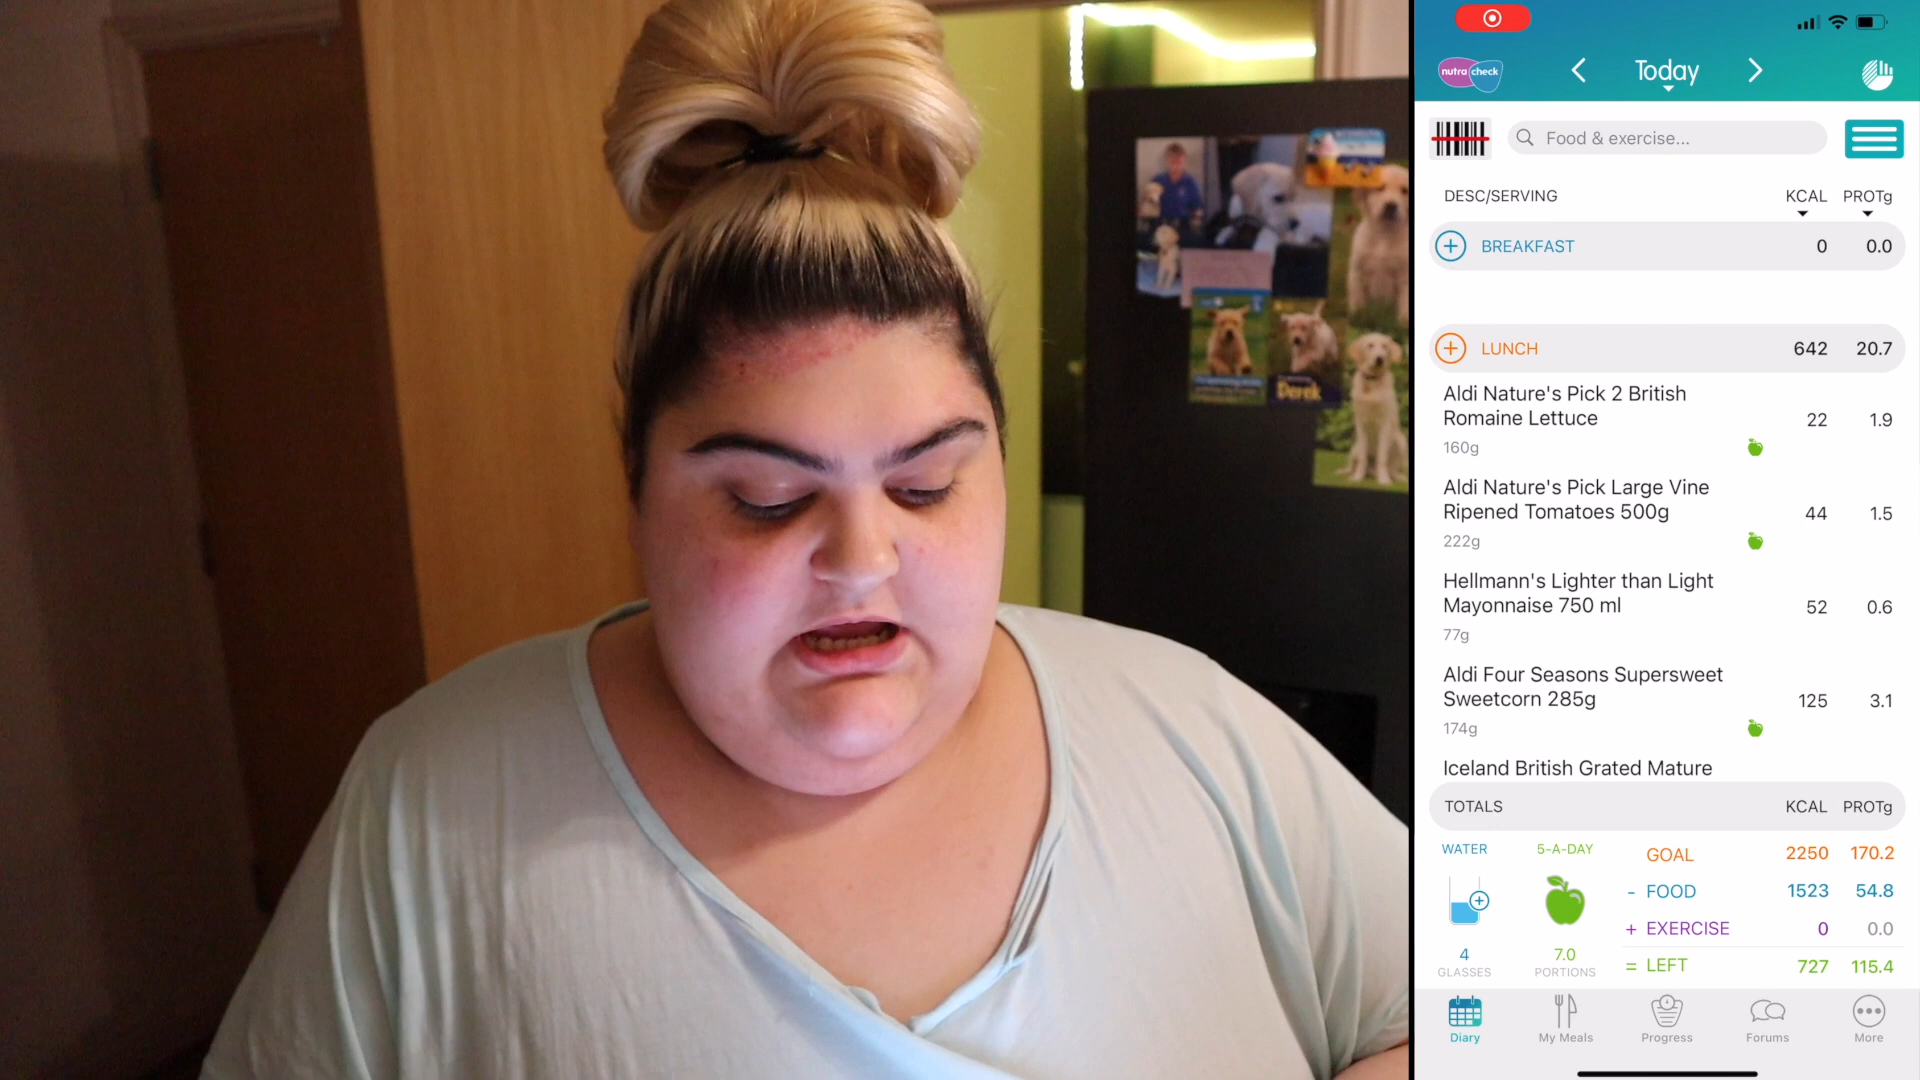 Derek
nutra check
Today
Food & exercise...
DESC/SERVING KCAL PROTg
BREAKFAST 0 0.0
LUNCH 642 20.7
Aldi Nature's Pick 2 British
Romaine Lettuce 22 1.9
160g
Aldi Nature's Pick Large Vine
Ripened Tomatoes 500g 44 1.5
222g
Hellmann's Lighter than Light
Mayonnaise 750 ml 52 0.6
77g
Aldi Four Seasons Supersweet
Sweetcorn 285g 125 3.1
174g
Iceland British Grated Mature
TOTALS KCAL PROTg
WATER 5-A-DAY GOAL 2250 170.2
- FOOD 1523 54.8
+ EXERCISE 0 0.0
4 7.0 = LEFT 727 115.4
GLASSES PORTIONS
Diary My Meals Progress Forums More